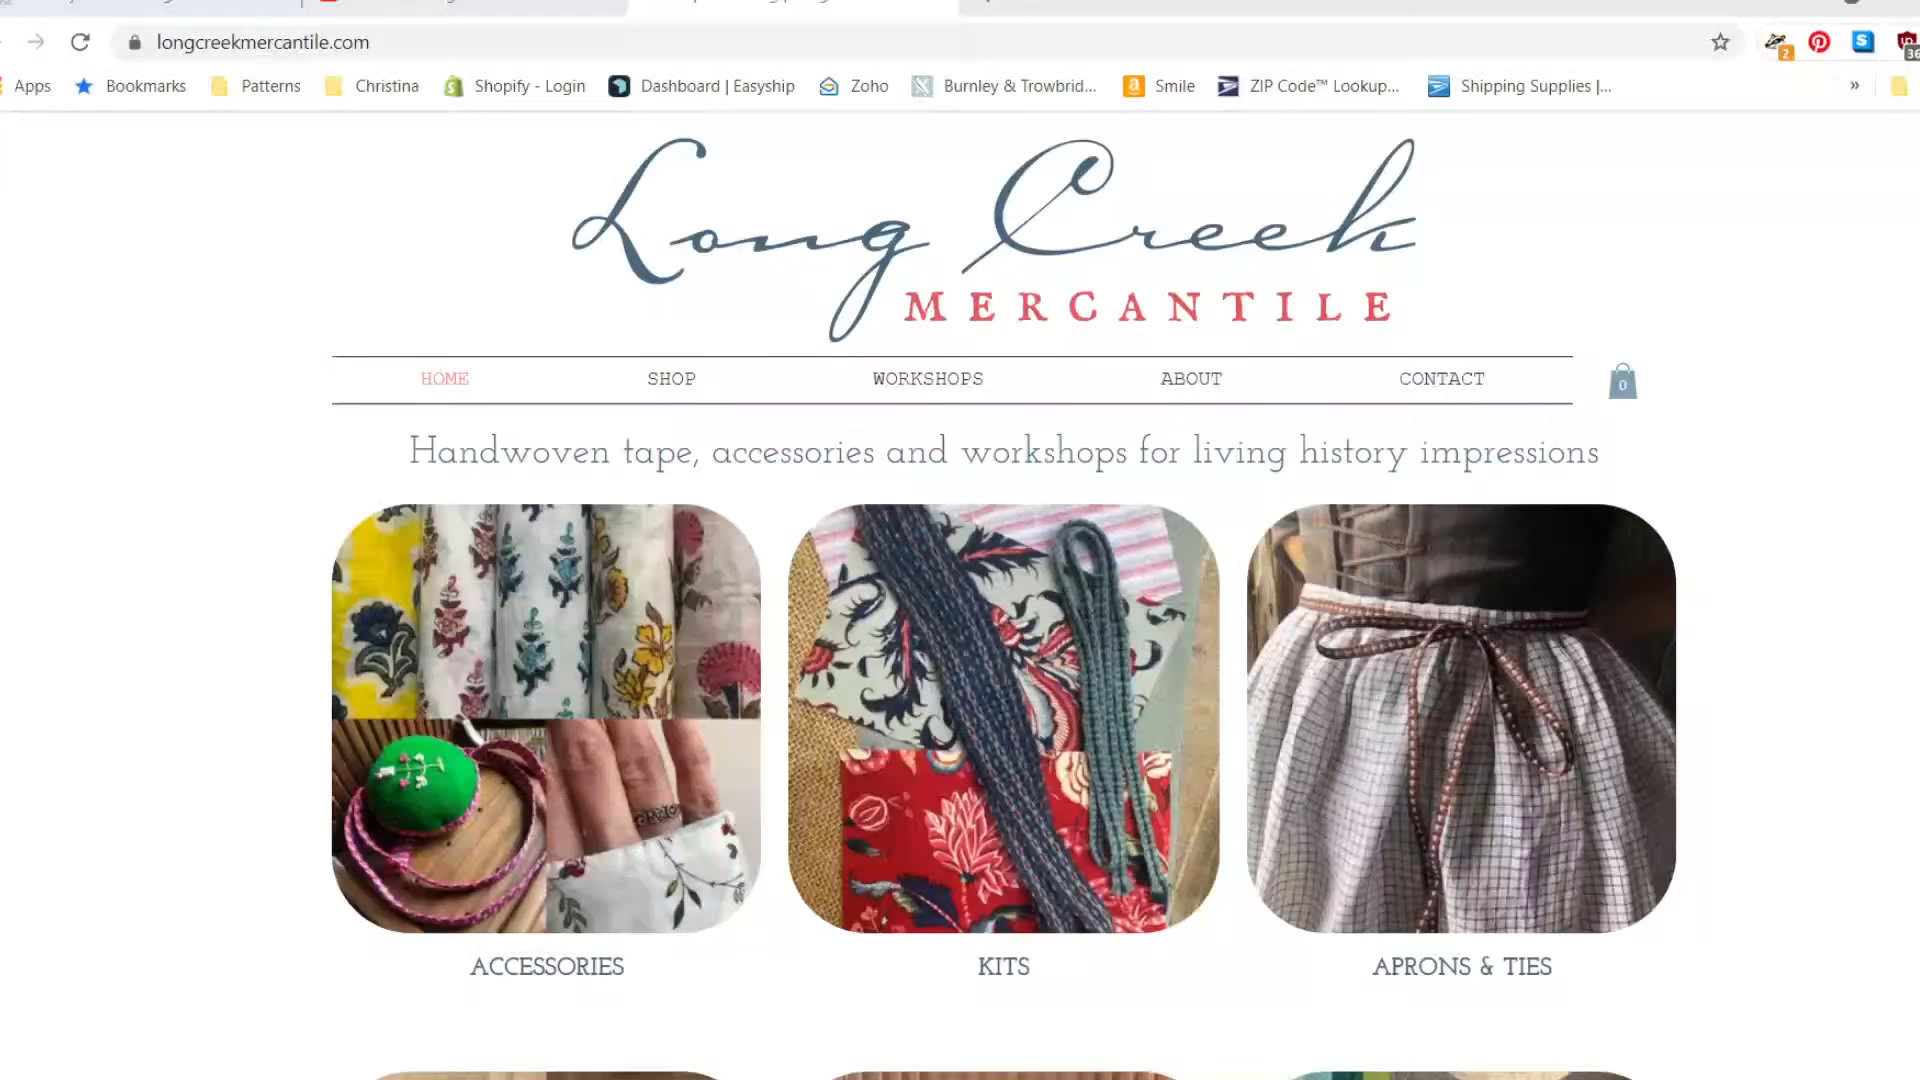 longcreekmercantile.com
Apps Bookmarks Patterns Christina Shopify - Login Dashboard | Easyship Zoho Burnley & Trowbrid... Smile ZIP Code™ Lookup... Shipping Supplies |... »
2
S
36
Long Creek
MERCANTILE
HOME SHOP WORKSHOPS ABOUT CONTACT 0
Handwoven tape, accessories and workshops for living history impressions
ACCESSORIES KITS APRONS & TIES